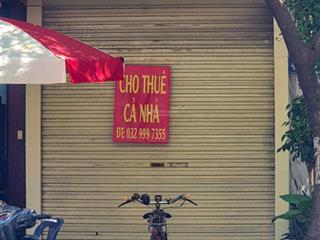 CHO THUÊ
CẢ NHÀ
ĐT: 032 999 7355